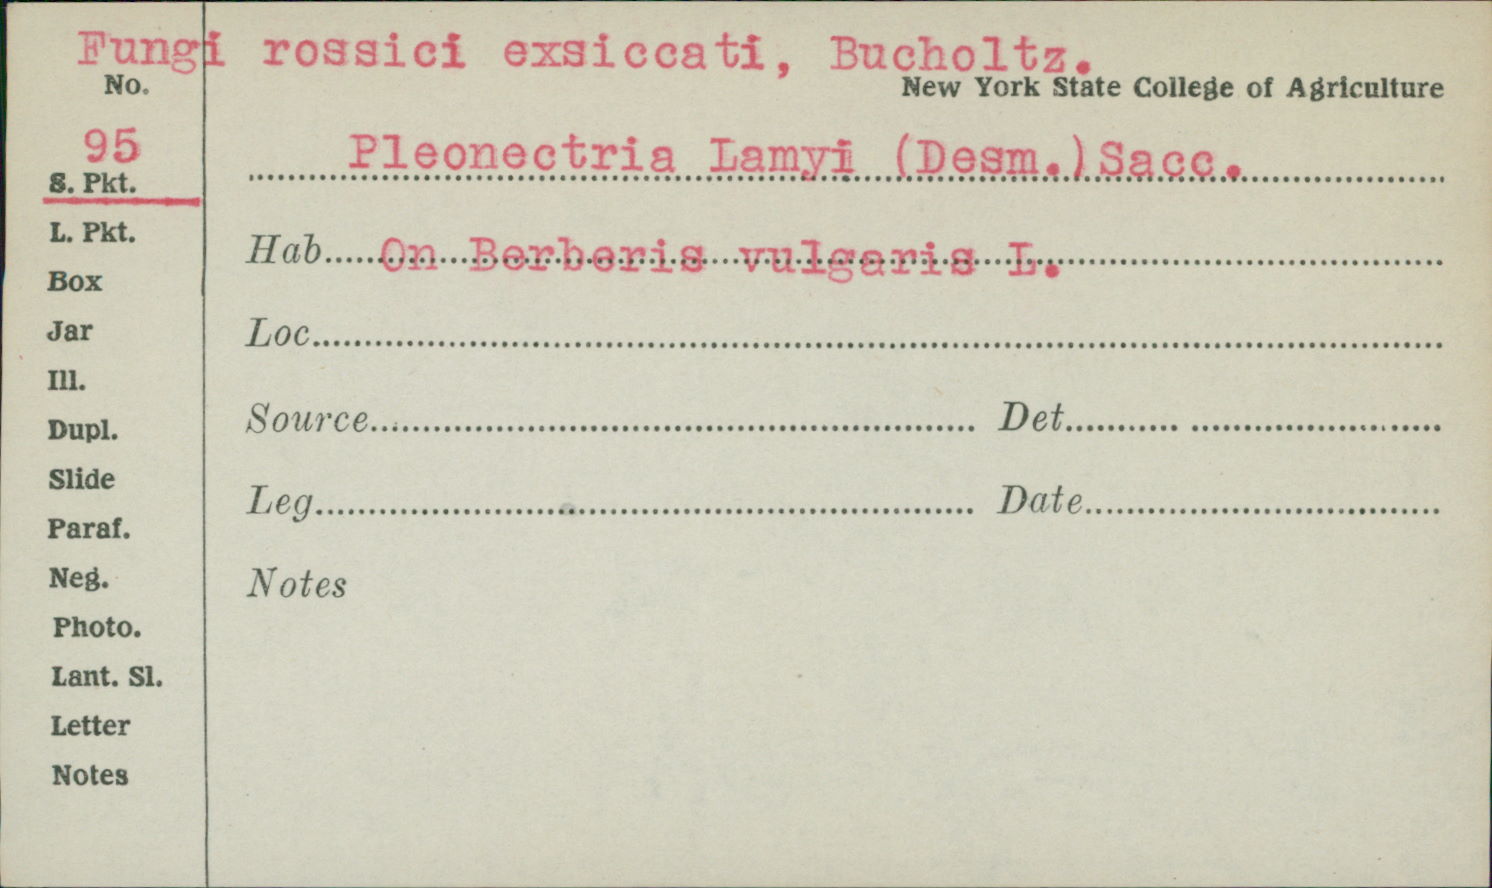 Fungi rossici exsiccati, Bucholtz.
No.
New York State College of Agriculture
95
Pleonectria Lamyi (Desm.)Sacc.
S. Pkt.
L. Pkt.
Hab. On Berberis vulgaris L.
Box
Jar
Loc.
Ill.
Dupl.
Source Det.
Slide
Leg. Date
Paraf.
Neg.
Notes
Photo.
Lant. Sl.
Letter
Notes